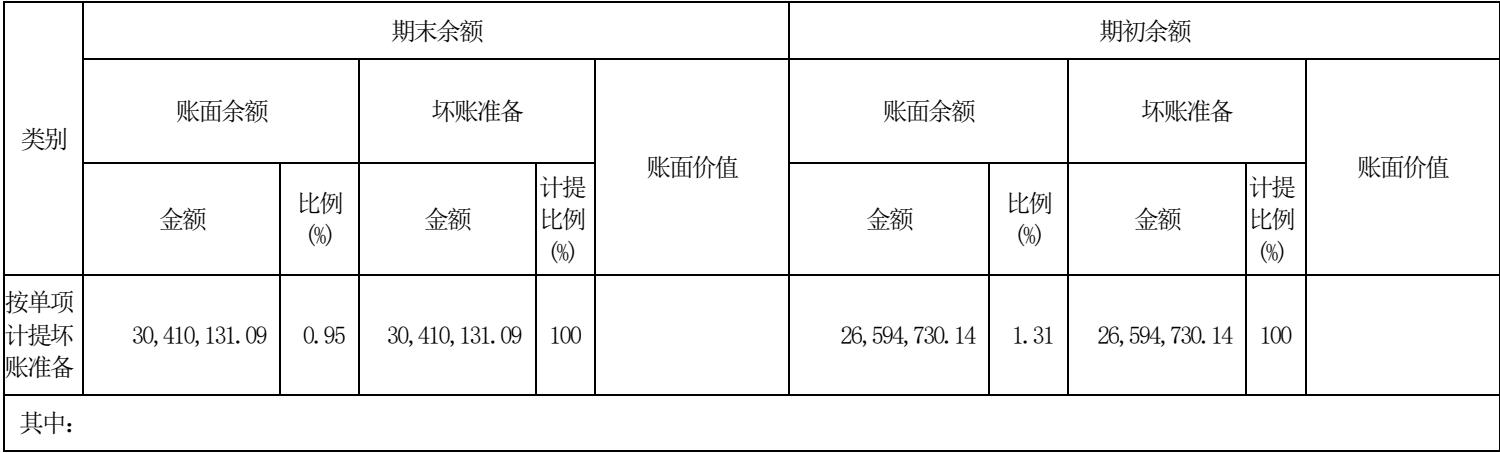 类别
期末余额
期初余额
账面余额
坏账准备
账面价值
账面余额
坏账准备
账面价值
金额
比例
(%)
金额
计提
比例
(%)
金额
比例
(%)
金额
计提
比例
(%)
按单项
计提坏
账准备
30,410,131.09
0.95
30,410,131.09
100
26,594,730.14
1.31
26,594,730.14
100
其中: